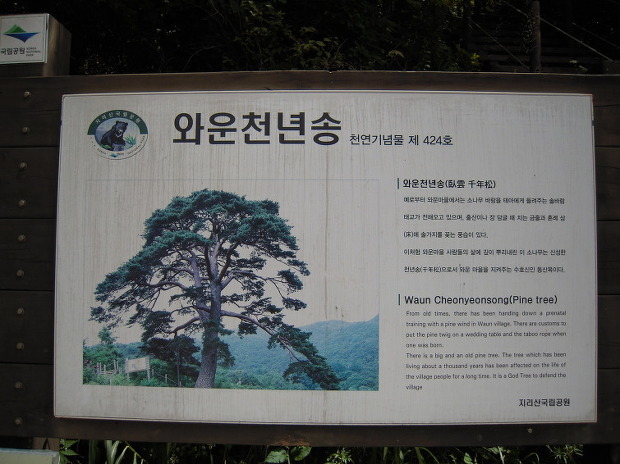 국립공원
지리산국립공원
와운천년송 천연기념물 제 424호
와운천년송(臥雲 千年松)
예로부터 와운마을에서는 소나무 바람을 태아에게 들려주는 솔바람
태교가 전해오고 있으며, 출산이나 장 담글 때 치는 금줄과 혼례 상
(床)에 솔가지를 꽂는 풍습이 있다.
이처럼 와운마을 사람들의 삶에 깊이 뿌리내린 이 소나무는 신성한
천년송(千年松)으로서 와운 마을을 지켜주는 수호신인 동산목이다.
Waun Cheonyeonsong(Pine tree)
From old times, there has been handing down a prenatal
training with a pine wind in Waun village. There are customs to
put the pine twig on a wedding table and the taboo rope when
one was born.
There is a big and an old pine tree. The tree which has been
living about a thousand years has been effected on the life of
the village people for a long time. It is a God Tree to defend the
village
지리산국립공원